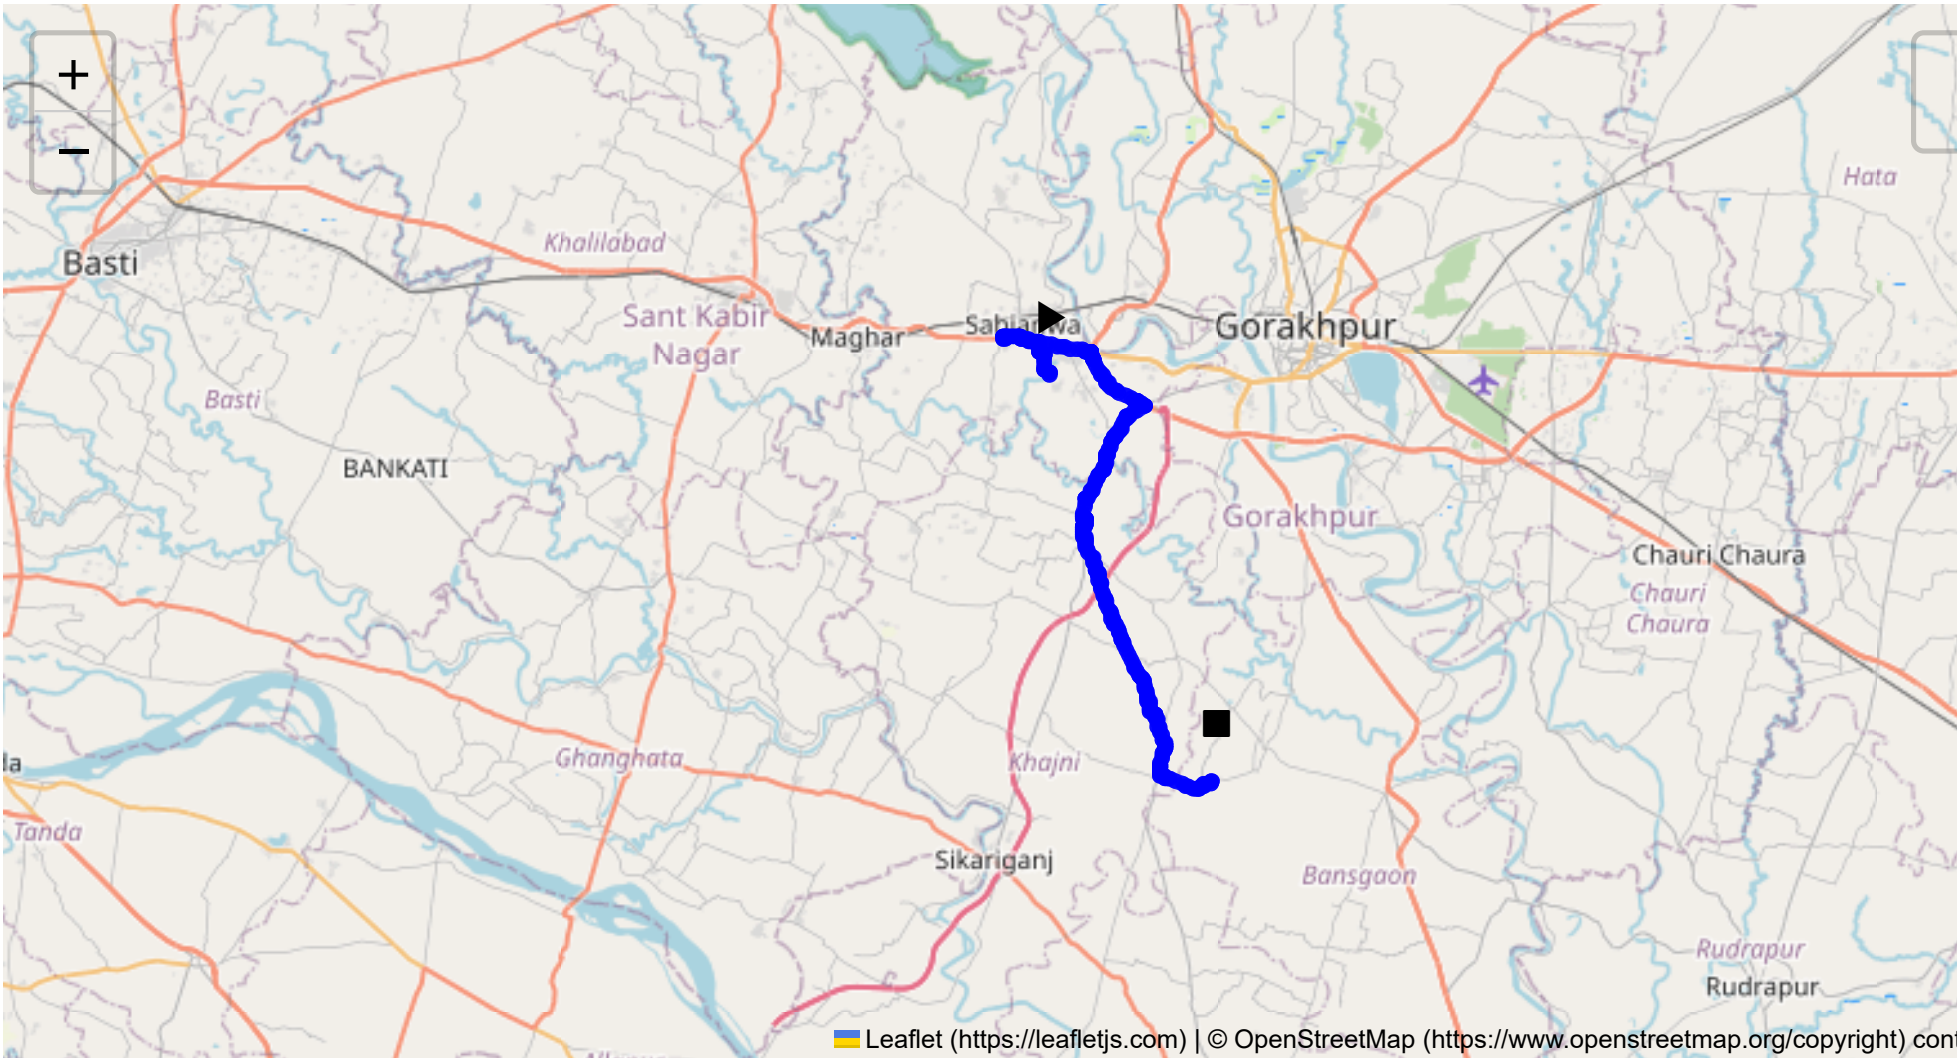 +
−
Hata
Khalilabad
Basti
Sant Kabir
Nagar
Maghar
Gorakhpur
Basti
BANKATI
Gorakhpur
Chauri Chaura
Chauri
Chaura
Ghanghata
Khajni
Tanda
Sikariganj
Bansgaon
Rudrapur
Rudrapur
Leaflet (https://leafletjs.com) | © OpenStreetMap (https://www.openstreetmap.org/copyright)